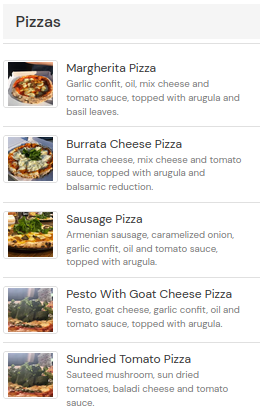 Pizzas
Margherita Pizza
Garlic confit, oil, mix cheese and
tomato sauce, topped with arugula and
basil leaves.
Burrata Cheese Pizza
Burrata cheese, mix cheese and tomato
sauce, topped with arugula and
balsamic reduction.
Sausage Pizza
Armenian sausage, caramelized onion,
garlic confit, oil and tomato sauce,
topped with arugula.
Pesto With Goat Cheese Pizza
Pesto, goat cheese, garlic confit, oil and
tomato sauce, topped with arugula.
Sundried Tomato Pizza
Sauteed mushroom, sun dried
tomatoes, baladi cheese and tomato
sauce.